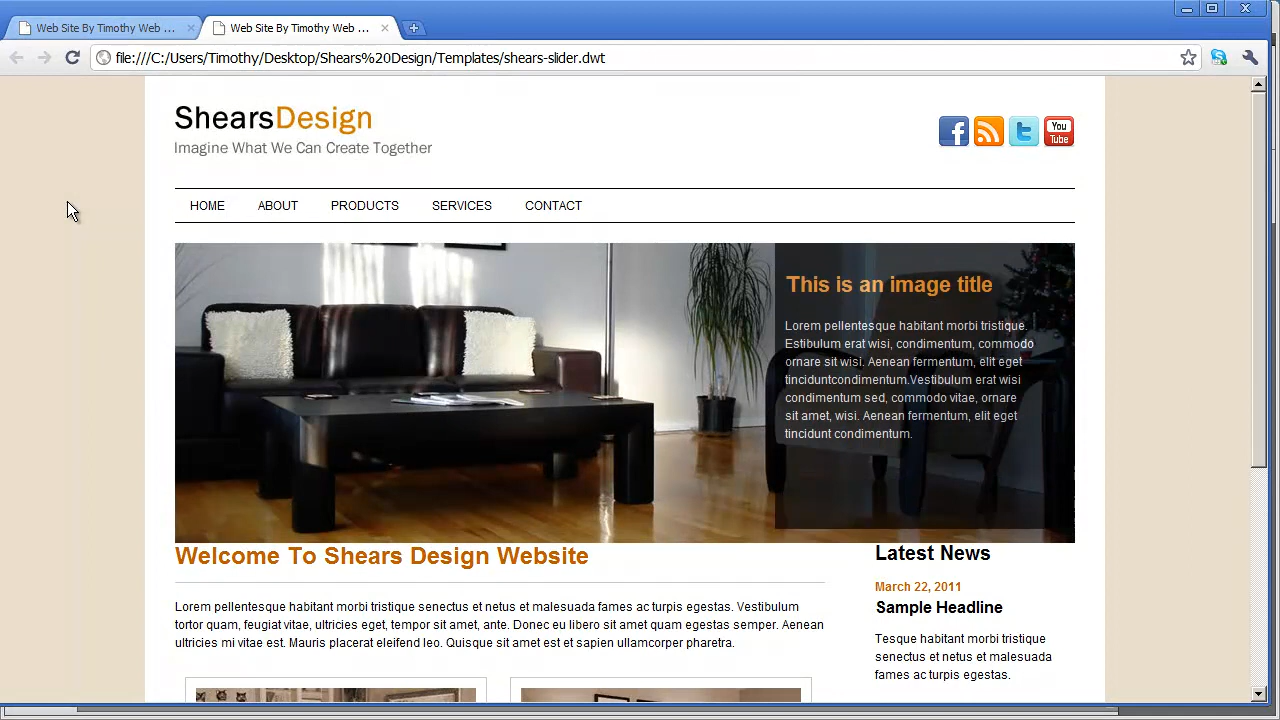 Web Site By Timothy Web ...
Web Site By Timothy Web ...
file:///C:/Users/Timothy/Desktop/Shears%20Design/Templates/shears-slider.dwt
ShearsDesign
Imagine What We Can Create Together
You
Tube
HOME ABOUT PRODUCTS SERVICES CONTACT
This is an image title
Lorem pellentesque habitant morbi tristique.
Estibulum erat wisi, condimentum, commodo
ornare sit wisi. Aenean fermentum, elit eget
tinciduntcondimentum.Vestibulum erat wisi
condimentum sed, commodo vitae, ornare
sit amet, wisi. Aenean fermentum, elit eget
tincidunt condimentum.
Welcome To Shears Design Website
Lorem pellentesque habitant morbi tristique senectus et netus et malesuada fames ac turpis egestas. Vestibulum
tortor quam, feugiat vitae, ultricies eget, tempor sit amet, ante. Donec eu libero sit amet quam egestas semper. Aenean
ultricies mi vitae est. Mauris placerat eleifend leo. Quisque sit amet est et sapien ullamcorper pharetra.
Latest News
March 22, 2011
Sample Headline
Tesque habitant morbi tristique
senectus et netus et malesuada
fames ac turpis egestas.